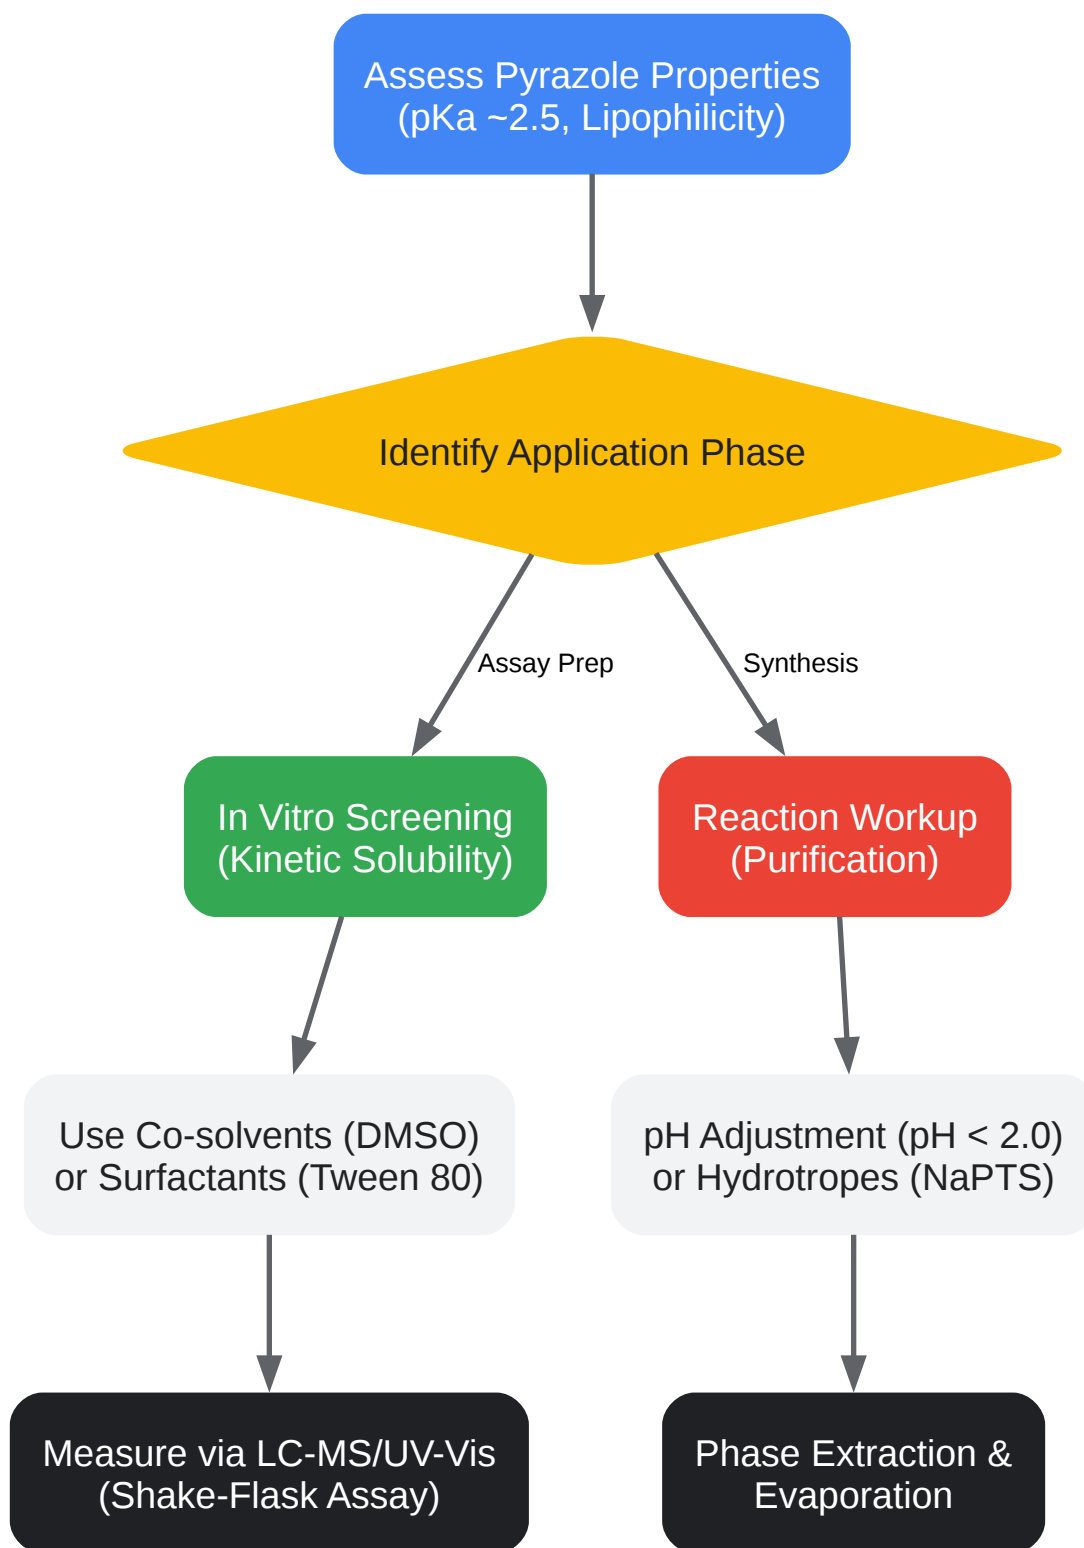 Assess Pyrazole Properties
(pKa ~2.5, Lipophilicity)
Identify Application Phase
Assay Prep
Synthesis
In Vitro Screening
(Kinetic Solubility)
Reaction Workup
(Purification)
Use Co-solvents (DMSO)
or Surfactants (Tween 80)
pH Adjustment (pH < 2.0)
or Hydrotropes (NaPTS)
Measure via LC-MS/UV-Vis
(Shake-Flask Assay)
Phase Extraction &
Evaporation